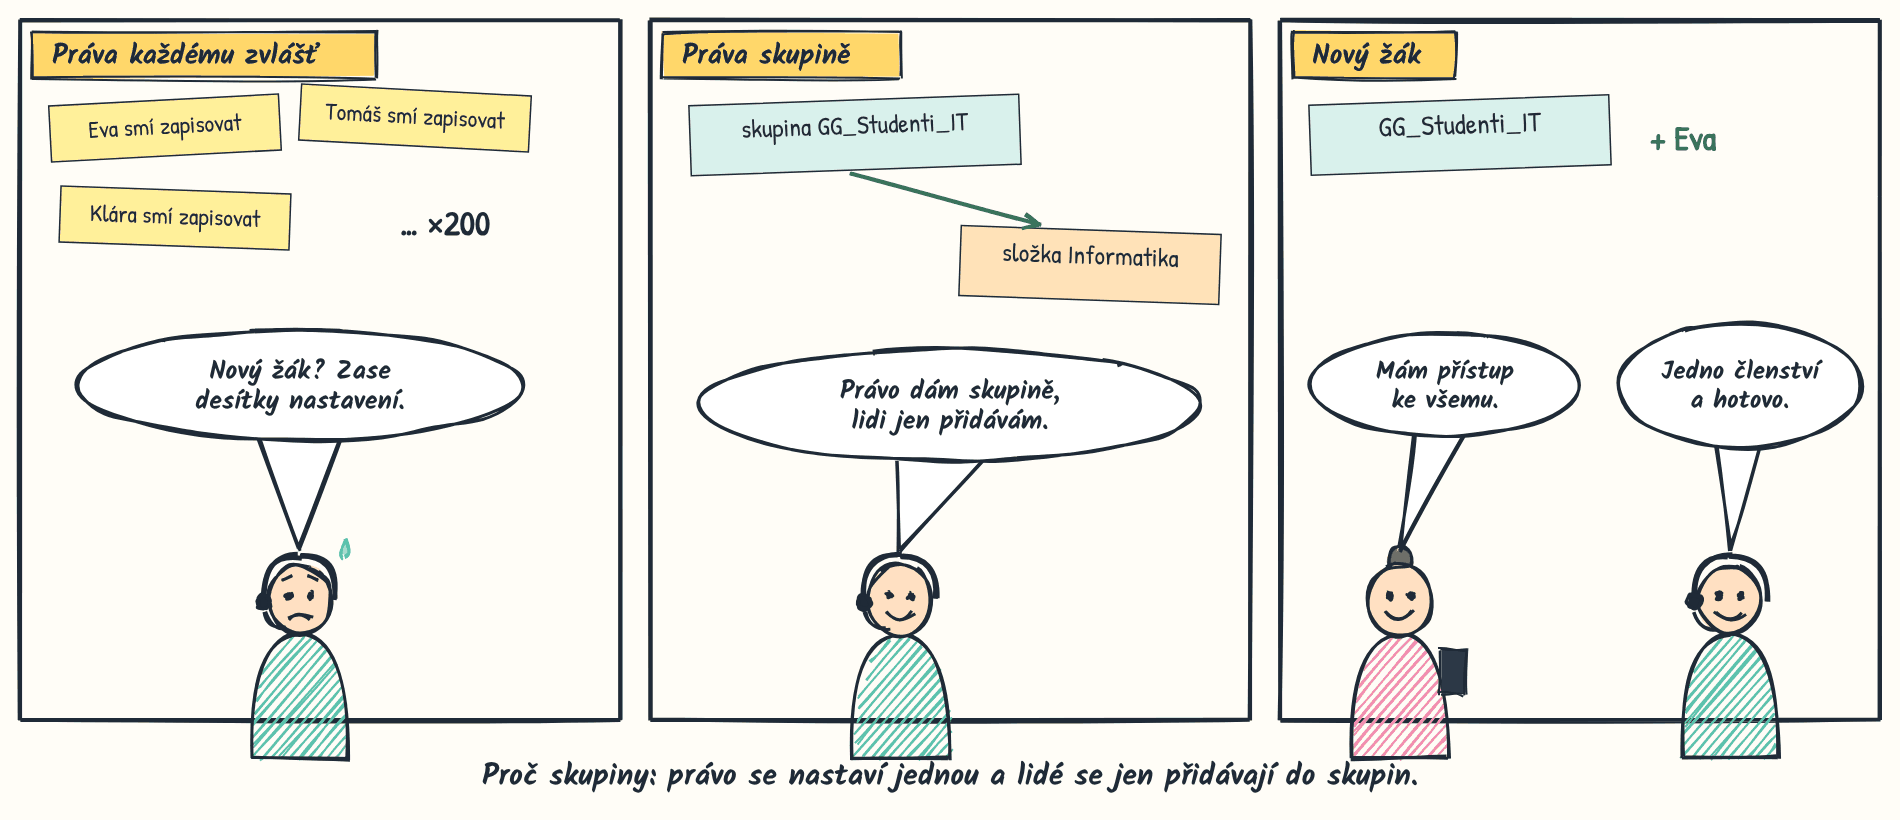 Práva každému zvlášť
Eva smí zapisovat
Tomáš smí zapisovat
Klára smí zapisovat
... ×200
Nový žák? Zase
desítky nastavení.
Práva skupině
skupina GG_Studenti_IT
složka Informatika
Právo dám skupině,
lidi jen přidávám.
Nový žák
GG_Studenti_IT
+ Eva
Mám přístup
ke všemu.
Jedno členství
a hotovo.
Proč skupiny: právo se nastaví jednou a lidé se jen přidávají do skupin.